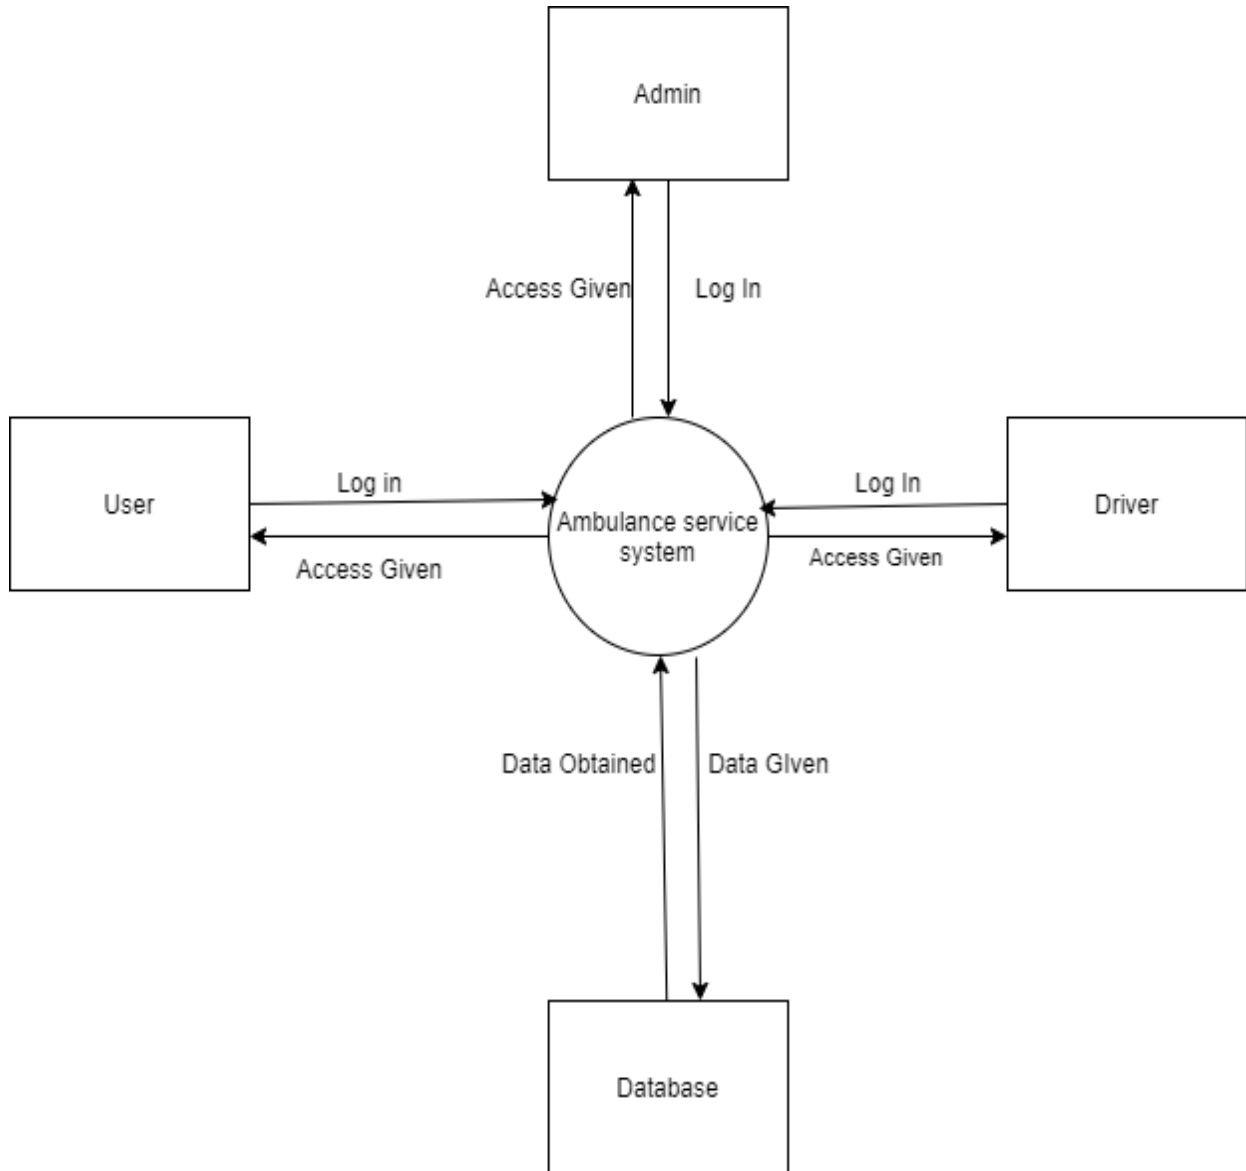 Admin
Access Given
Log In
User
Log in
Access Given
Ambulance service
system
Log In
Access Given
Driver
Data Obtained
Data GIven
Database